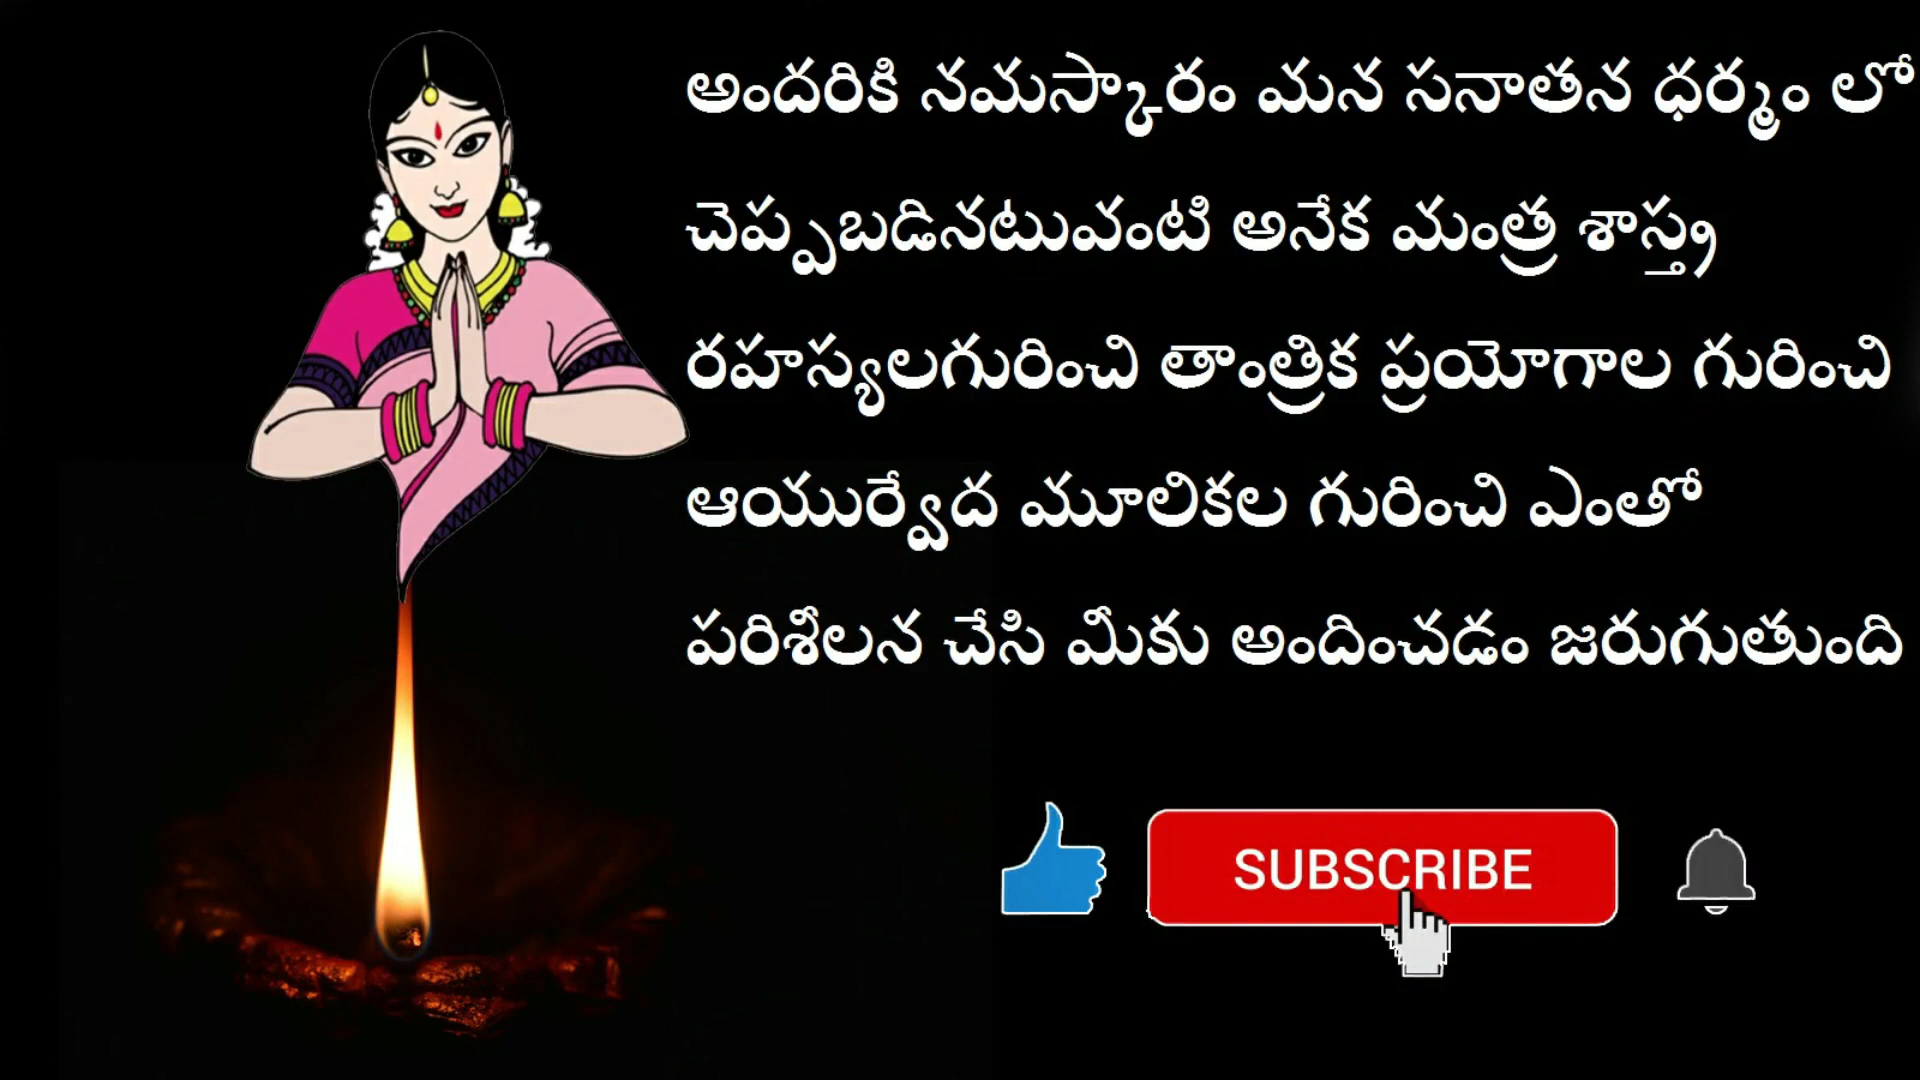 అందరికి నమస్కారం మన సనాతన ధర్మం లో
చెప్పబడినటువంటి అనేక మంత్ర శాస్త్ర
రహస్యలగురించి తాంత్రిక ప్రయోగాల గురించి
ఆయుర్వేద మూలికల గురించి ఎంతో
పరిశీలన చేసి మీకు అందించడం జరుగుతుంది
SUBSCRIBE